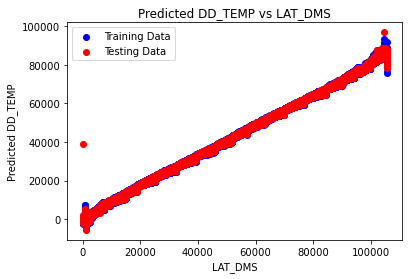 Predicted DD_TEMP vs LAT_DMS
Training Data
Testing Data
100000
80000
60000
40000
20000
0
Predicted DD_TEMP
0 20000 40000 60000 80000 100000
LAT_DMS